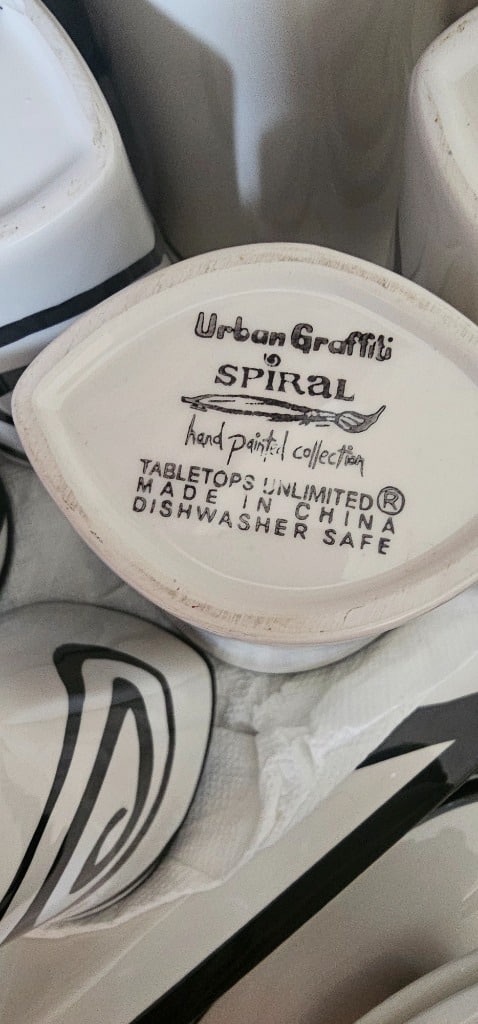 Urban Graffiti
SPiRaL
hand painted collection
TABLETOPS UNLIMITED®
MADE IN CHINA
DISHWASHER SAFE